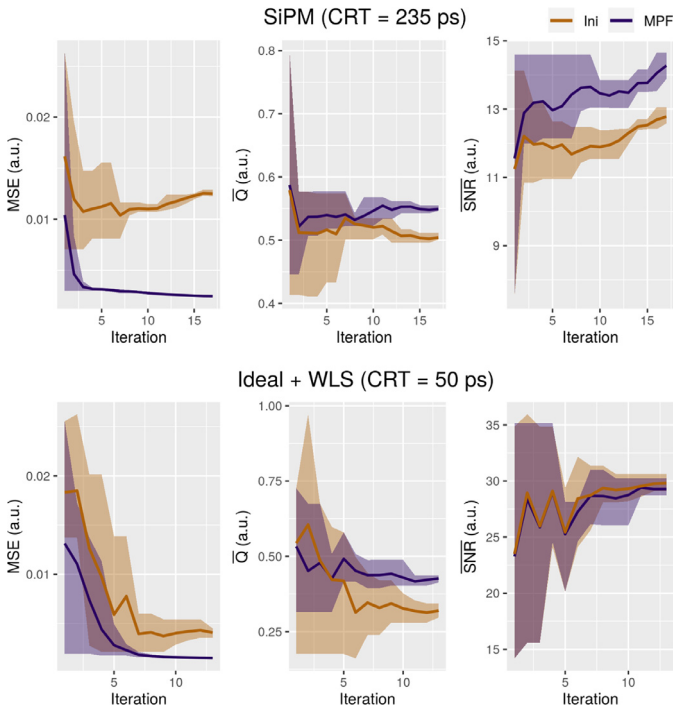 SiPM (CRT = 235 ps)
Ini MPF
MSE (a.u.)
0.02
0.01
5 10 15
Iteration
Q̅ (a.u.)
0.8
0.7
0.6
0.5
0.4
5 10 15
Iteration
S̅N̅R̅ (a.u.)
15
13
11
9
5 10 15
Iteration
Ideal + WLS (CRT = 50 ps)
MSE (a.u.)
0.02
0.01
5 10
Iteration
Q̅ (a.u.)
1.00
0.75
0.50
0.25
5 10
Iteration
S̅N̅R̅ (a.u.)
35
30
25
20
15
5 10
Iteration